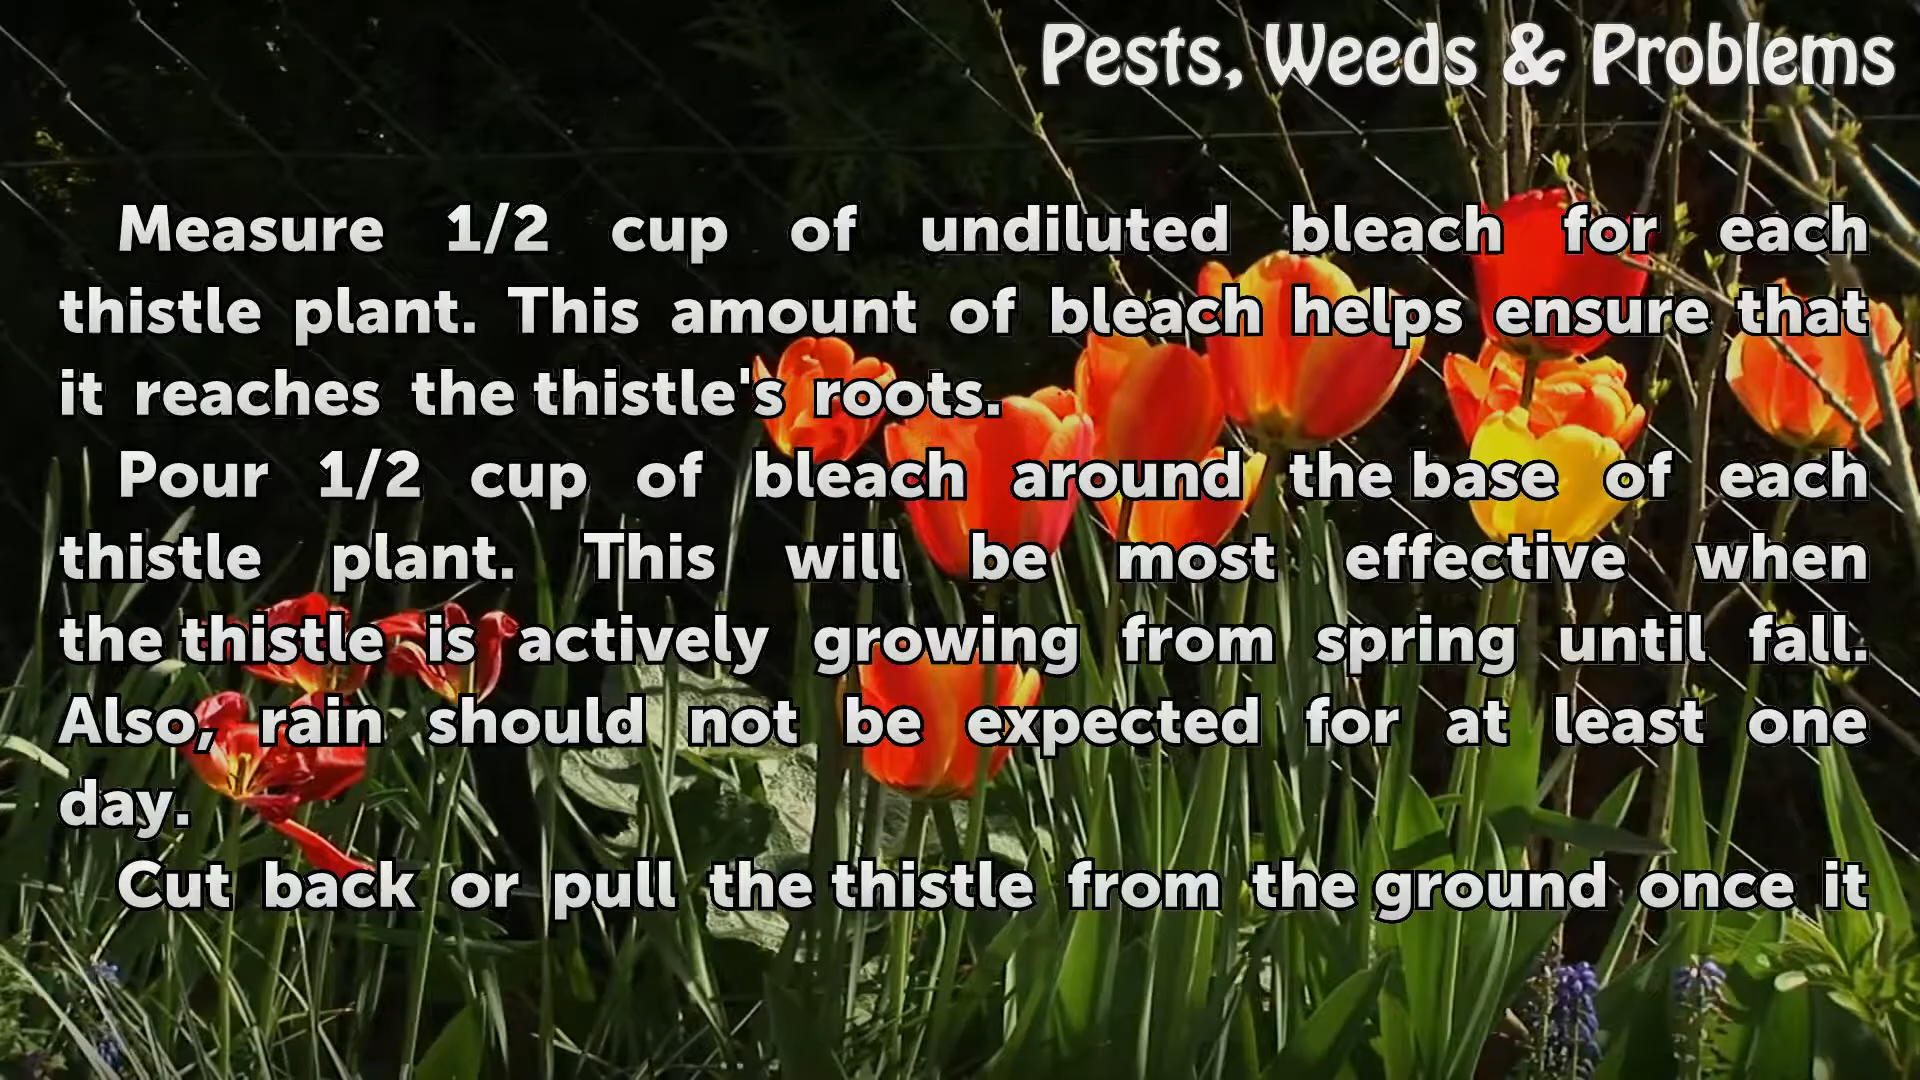 Pests, Weeds & Problems
Measure 1/2 cup of undiluted bleach for each
thistle plant. This amount of bleach helps ensure that
it reaches the thistle's roots.
Pour 1/2 cup of bleach around the base of each
thistle plant. This will be most effective when
the thistle is actively growing from spring until fall.
Also, rain should not be expected for at least one
day.
Cut back or pull the thistle from the ground once it